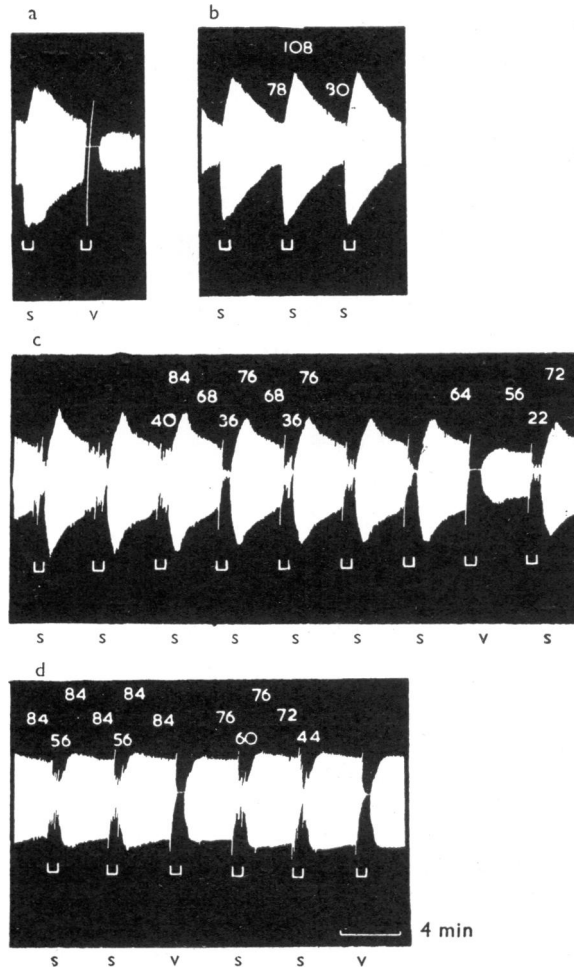 a b
108
78 80
S V S S S
c
84 76 76 72
68 68 64 56
40 36 36 22
S S S S S S S V S
d
84 84 76
84 84 84 76 72
56 56 60 44
4 min
S S V S S V